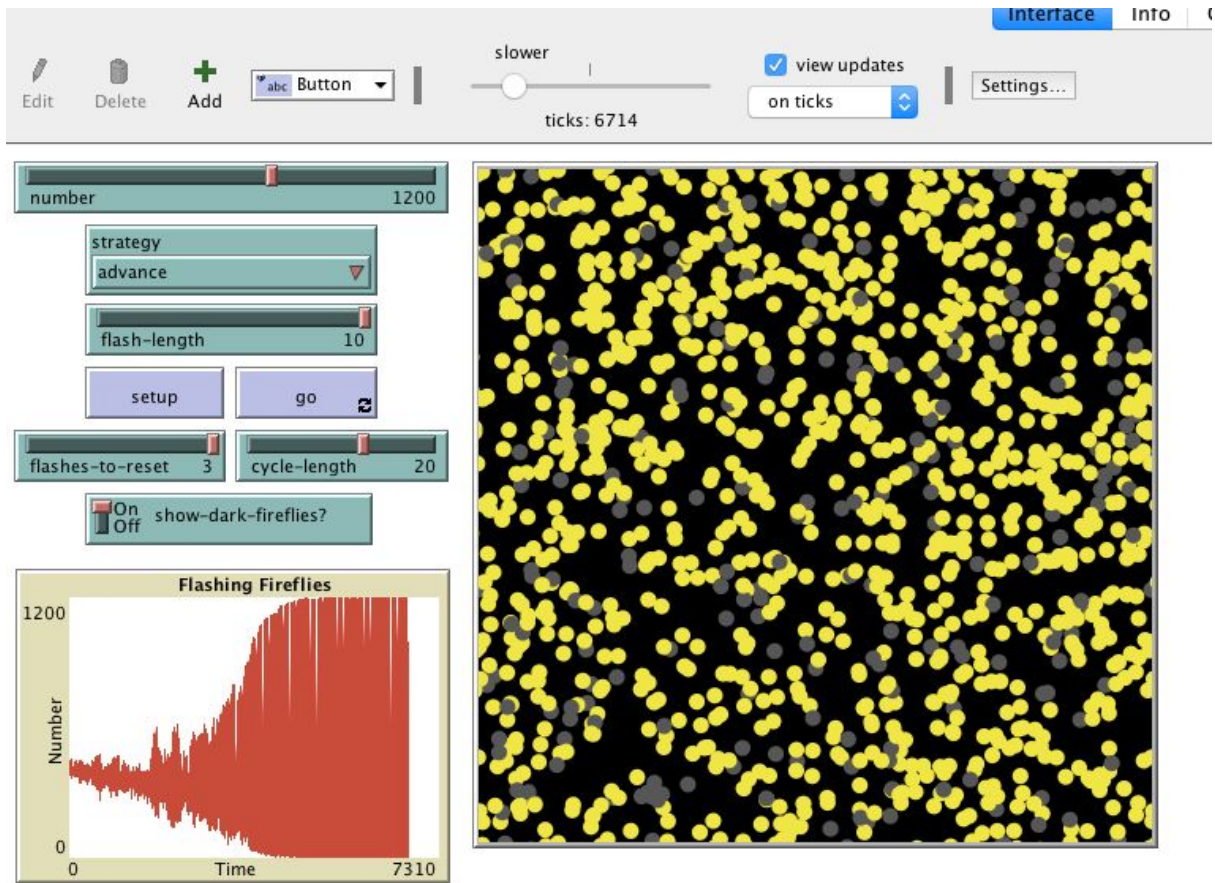 Interface Info
slower
view updates
Edit Delete Add abc Button on ticks Settings...
ticks: 6714
number 1200
strategy
advance
flash-length 10
setup go
flashes-to-reset 3 cycle-length 20
On
Off show-dark-fireflies?
Flashing Fireflies
1200
Number
0
0 Time 7310